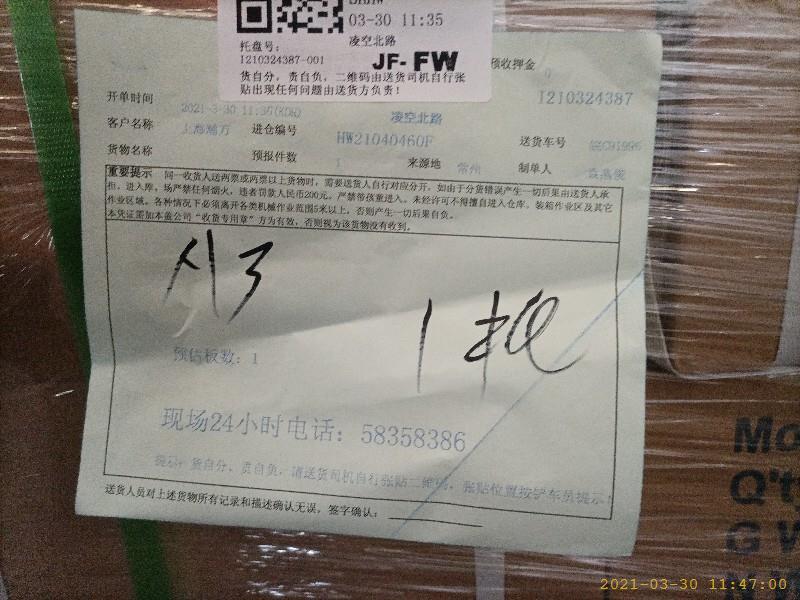 03-30 11:35
凌空北路
托盘号:
I210324387-001
JF-FW
货自分，责自负，二维码由送货司机自行张
贴出现任何问题由送货方负责！
预收押金
0
I210324387
开单时间
2021-3-30 11:35
凌空北路
客户名称
上海瀚万
进仓编号
HW21040460F
送货车号
货物名称
预报件数
1
来源地
常州
制单人
重要提示
同一收货人送两票或两票以上货物时，需要送货人自行对应分开，如由于分货错误产生一切后果由送货人承
担，进入库，场严禁任何烟火，违者罚款人民币200元。严禁带孩童进入。未经许可不得擅自进入仓库、装箱作业区及其它
作业区域。各种情况下必须离开各类机械作业范围5米以上，否则产生一切后果自负。
本凭证需加本盖公司“收货专用章”方为有效，否则视为该货物没有收到。
A13
1托
预估板数: 1
现场24小时电话: 58358386
提示: 货自分、责自负，请送货司机自行张贴二维码，张贴位置按铲车员提示!
送货人员对上述货物所有记录和描述确认无误，签字确认:
Mo
Q'ty
G W
2021-03-30 11:47:00